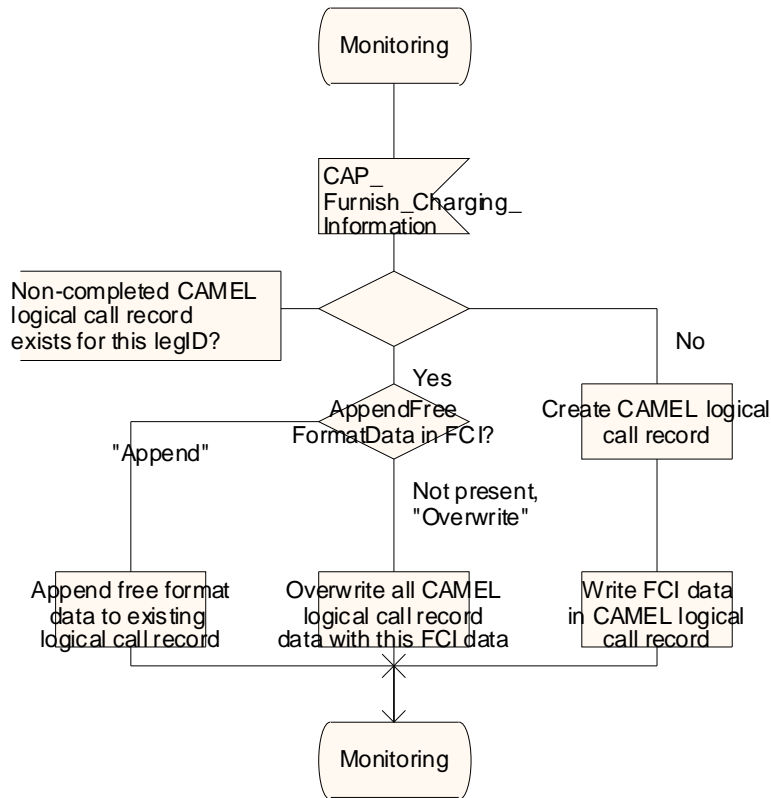 Monitoring
CAP_
Furnish_Charging_
Information
Non-completed CAMEL
logical call record
exists for this legID?
No
Yes
AppendFree
FormatData in FCI?
Create CAMEL logical
call record
"Append"
Not present,
"Overwrite"
Append free format
data to existing
logical call record
Overwrite all CAMEL
logical call record
data with this FCI data
Write FCI data
in CAMEL logical
call record
Monitoring